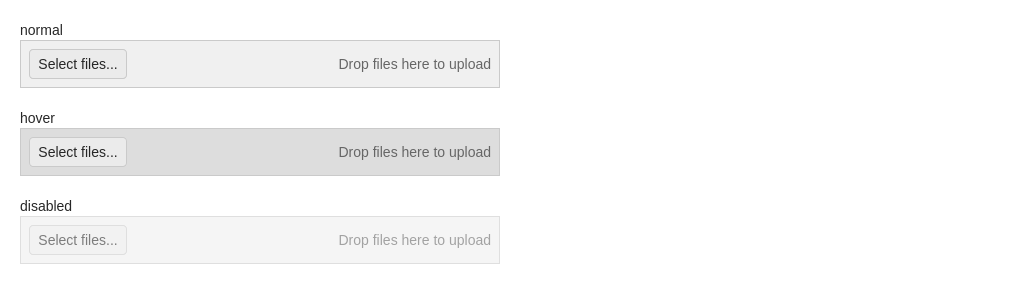 normal
Select files... Drop files here to upload
hover
Select files... Drop files here to upload
disabled
Select files... Drop files here to upload